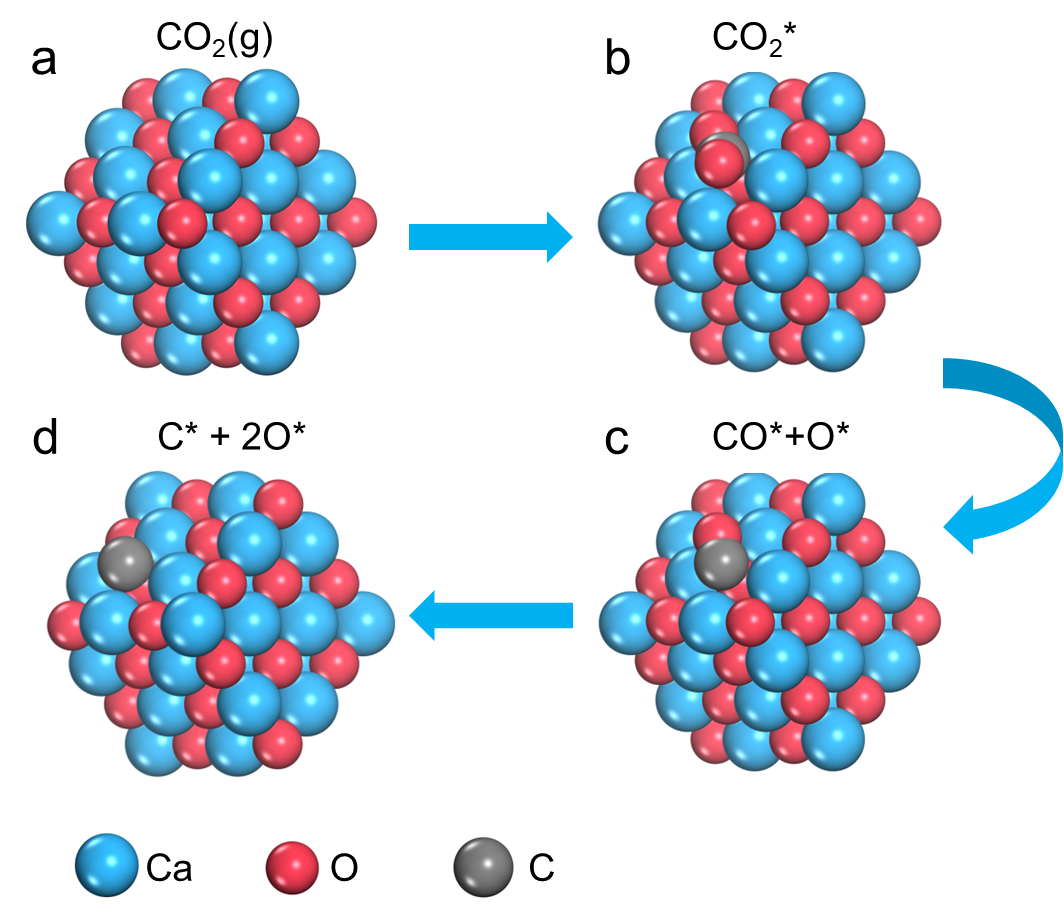 a CO₂(g)
b CO₂*
d C* + 2O*
c CO*+O*
Ca O C